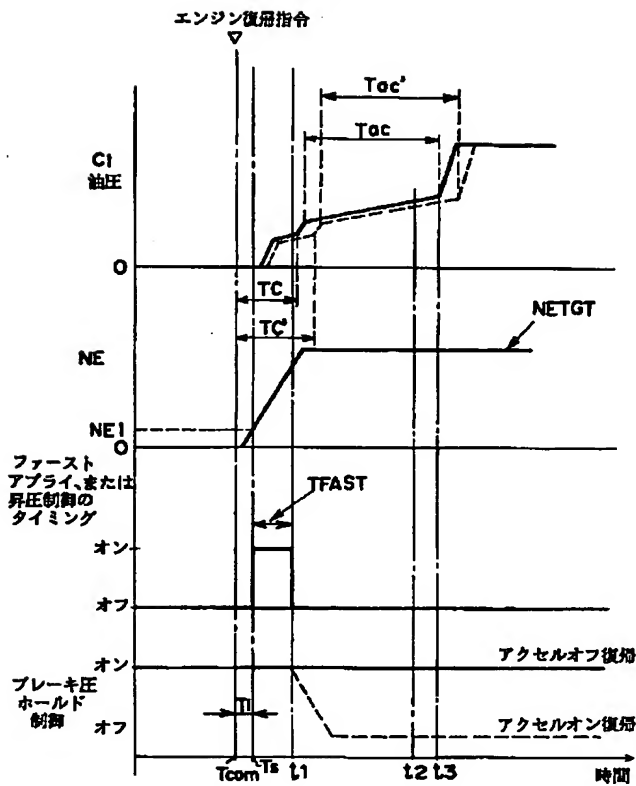 エンジン復帰指令
Tac'
Tac
C1
油圧
O
TC
TC'
NETGT
NE
NE1
O
ファースト
アプライ、または
昇圧制御の
タイミング
TFAST
オン
オフ
オン
アクセルオフ復帰
ブレーキ圧
ホールド
制御
T1
オフ
アクセルオン復帰
Tcom
Ts
t1
t2
t3
時間